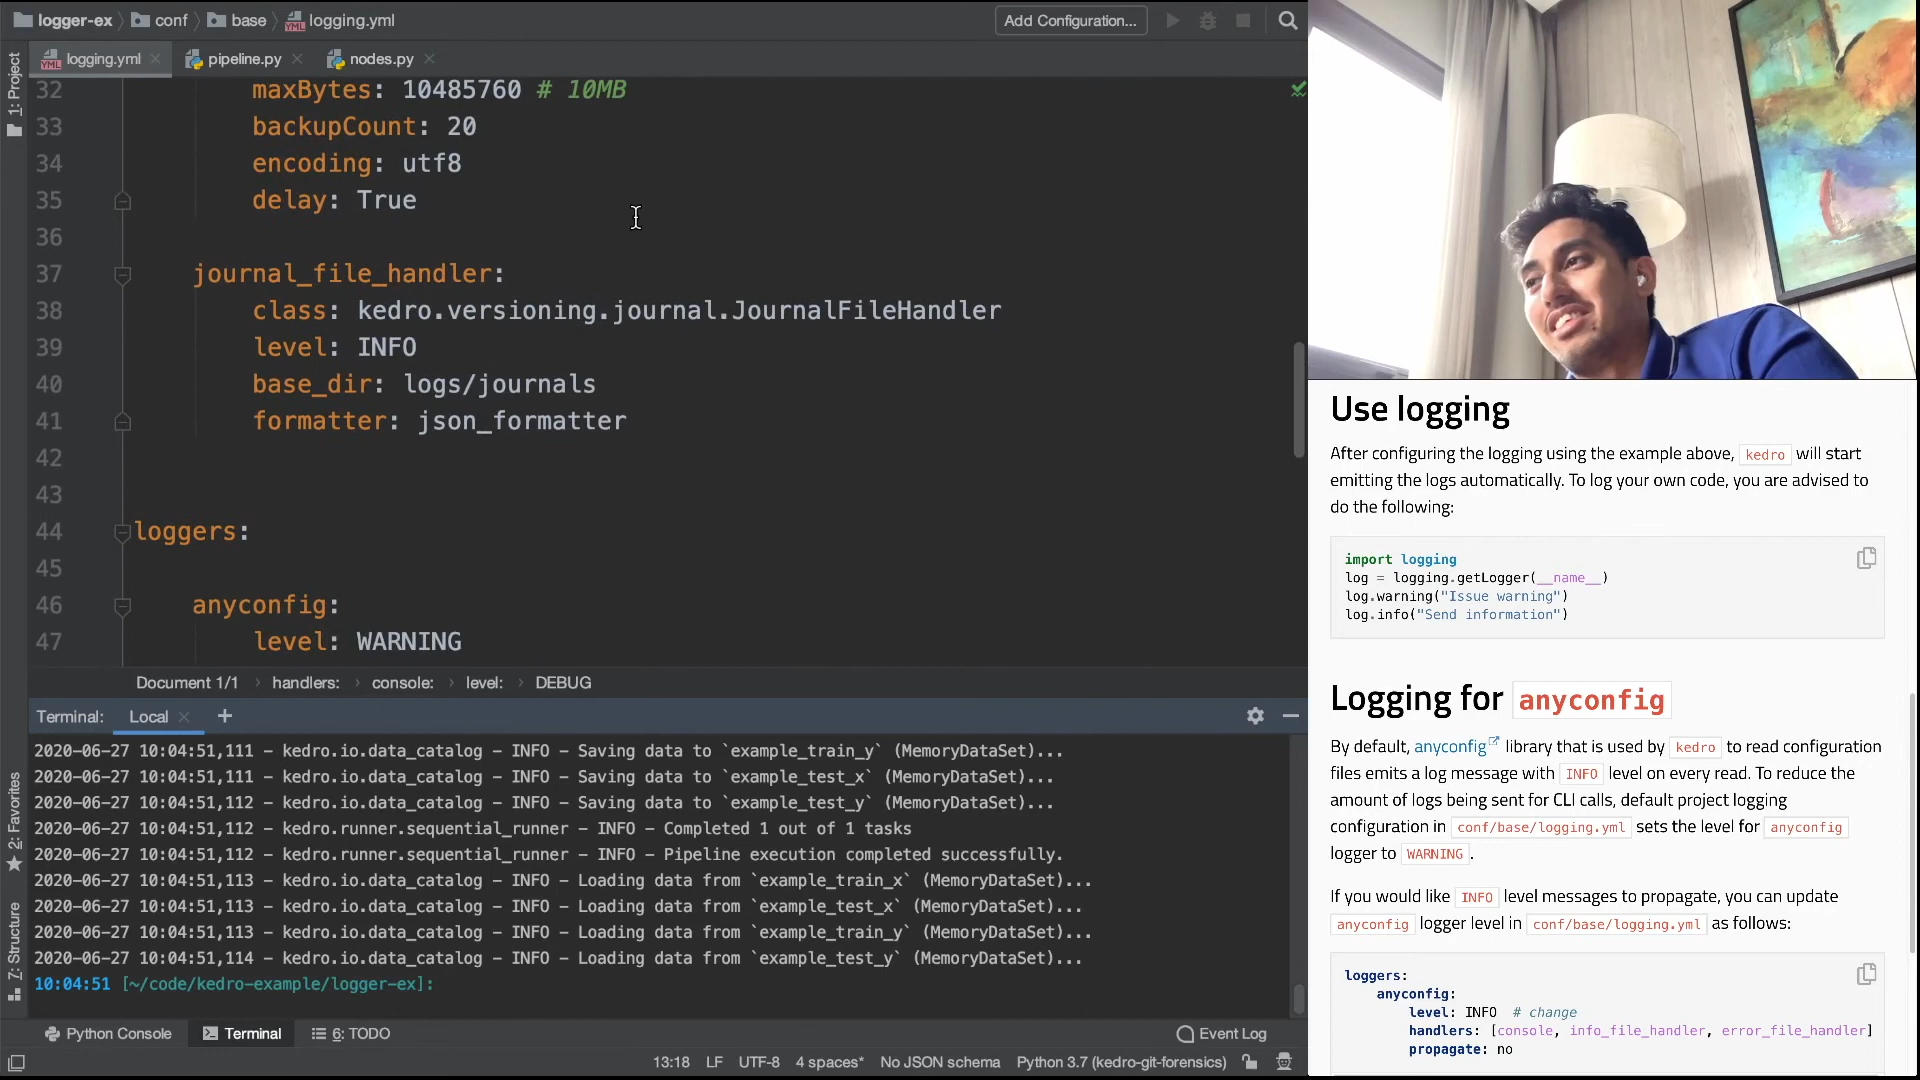 logger-ex conf base logging.yml Add Configuration...
logging.yml pipeline.py nodes.py
1: Project
32 maxBytes: 10485760 # 10MB
33 backupCount: 20
34 encoding: utf8
35 delay: True
36
37 journal_file_handler:
38 class: kedro.versioning.journal.JournalFileHandler
39 level: INFO
40 base_dir: logs/journals
41 formatter: json_formatter
42
43
44 loggers:
45
46 anyconfig:
47 level: WARNING
Document 1/1 handlers: console: level: DEBUG
Terminal: Local
2020-06-27 10:04:51,111 - kedro.io.data_catalog - INFO - Saving data to `example_train_y` (MemoryDataSet)...
2020-06-27 10:04:51,111 - kedro.io.data_catalog - INFO - Saving data to `example_test_x` (MemoryDataSet)...
2020-06-27 10:04:51,112 - kedro.io.data_catalog - INFO - Saving data to `example_test_y` (MemoryDataSet)...
2020-06-27 10:04:51,112 - kedro.runner.sequential_runner - INFO - Completed 1 out of 1 tasks
2020-06-27 10:04:51,112 - kedro.runner.sequential_runner - INFO - Pipeline execution completed successfully.
2020-06-27 10:04:51,113 - kedro.io.data_catalog - INFO - Loading data from `example_train_x` (MemoryDataSet)...
2020-06-27 10:04:51,113 - kedro.io.data_catalog - INFO - Loading data from `example_test_x` (MemoryDataSet)...
2020-06-27 10:04:51,113 - kedro.io.data_catalog - INFO - Loading data from `example_train_y` (MemoryDataSet)...
2020-06-27 10:04:51,114 - kedro.io.data_catalog - INFO - Loading data from `example_test_y` (MemoryDataSet)...
10:04:51 [~/code/kedro-example/logger-ex]:
2: Favorites
7: Structure
Python Console Terminal 6: TODO Event Log
13:18 LF UTF-8 4 spaces* No JSON schema Python 3.7 (kedro-git-forensics)
Use logging
After configuring the logging using the example above, kedro will start
emitting the logs automatically. To log your own code, you are advised to
do the following:
import logging
log = logging.getLogger(__name__)
log.warning("Issue warning")
log.info("Send information")
Logging for anyconfig
By default, anyconfig library that is used by kedro to read configuration
files emits a log message with INFO level on every read. To reduce the
amount of logs being sent for CLI calls, default project logging
configuration in conf/base/logging.yml sets the level for anyconfig
logger to WARNING.
If you would like INFO level messages to propagate, you can update
anyconfig logger level in conf/base/logging.yml as follows:
loggers:
anyconfig:
level: INFO # change
handlers: [console, info_file_handler, error_file_handler]
propagate: no